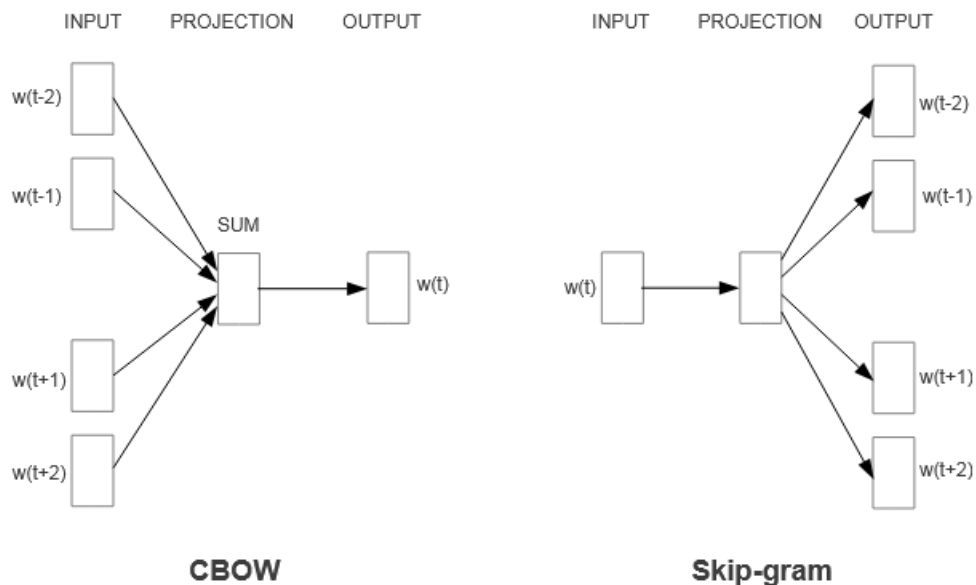 INPUT PROJECTION OUTPUT
w(t-2)
w(t-1)
SUM
w(t)
w(t+1)
w(t+2)
CBOW
INPUT PROJECTION OUTPUT
w(t-2)
w(t-1)
w(t)
w(t+1)
w(t+2)
Skip-gram